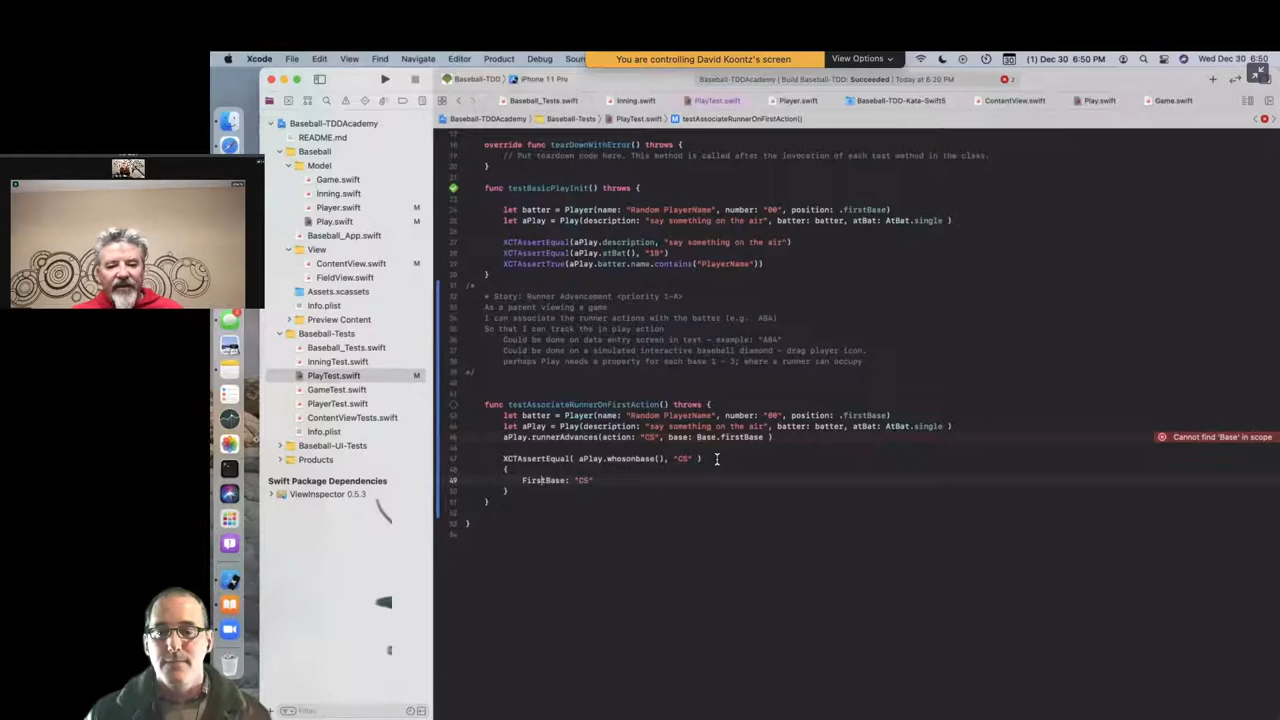 Xcode File Edit View Find Navigate Editor Product Debug Sour
You are controlling David Koontz's screen
View Options
(1) Dec 30 6:50 PM Wed Dec 30 6:50
Baseball-TDD iPhone 11 Pro
Baseball-TDDAcademy | Build Baseball-TDD: Succeeded | Today at 6:20 PM
2
Baseball_Tests.swift Inning.swift PlayTest.swift Player.swift Baseball-TDD-Kata-Swift5 ContentView.swift Play.swift Game.swift
Baseball-TDDAcademy Baseball-Tests PlayTest.swift testAssociateRunnerOnFirstAction()
Baseball-TDDAcademy
README.md
Baseball
Model
Game.swift
Inning.swift
Player.swift M
Play.swift M
Baseball_App.swift
View
ContentView.swift M
FieldView.swift M
Assets.xcassets
Info.plist
Preview Content
Baseball-Tests
Baseball_Tests.swift
InningTest.swift
PlayTest.swift M
GameTest.swift
PlayerTest.swift
ContentViewTests.swift
Info.plist
Baseball-UI-Tests
Products
Swift Package Dependencies
ViewInspector 0.5.3
Filter
override func tearDownWithError() throws {
// Put teardown code here. This method is called after the invocation of each test method in the class.
}
func testBasicPlayInit() throws {
let batter = Player(name: "Random PlayerName", number: "00", position: .firstBase)
let aPlay = Play(description: "say something on the air", batter: batter, atBat: AtBat.single )
XCTAssertEqual(aPlay.description, "say something on the air")
XCTAssertEqual(aPlay.atBat(), "1B")
XCTAssertTrue(aPlay.batter.name.contains("PlayerName"))
}
/*
* Story: Runner Advancement <priority 1-A>
As a parent viewing a game
I can associate the runner actions with the batter (e.g. AB4)
So that I can track the in play action
Could be done on data entry screen in text - example: "AB4"
Could be done on a simulated interactive baseball diamond - drag player icon.
perhaps Play needs a property for each base 1 - 3; where a runner can occupy
*/
func testAssociateRunnerOnFirstAction() throws {
let batter = Player(name: "Random PlayerName", number: "00", position: .firstBase)
let aPlay = Play(description: "say something on the air", batter: batter, atBat: AtBat.single )
aPlay.runnerAdvances(action: "CS", base: Base.firstBase )
Cannot find 'Base' in scope
XCTAssertEqual( aPlay.whosonbase(), "CS" )
{
FirstBase: "CS"
}
}
}